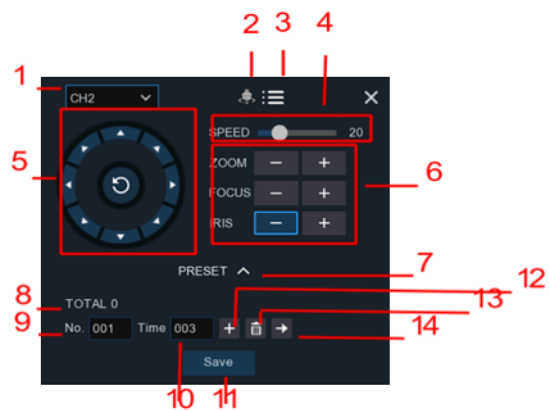 2 3 4
1 CH2
SPEED 20
5 ZOOM − + 6
FOCUS − +
IRIS − +
PRESET 7
12
8 TOTAL 0 13
9 No. 001 Time 003 + 14
Save
10 11